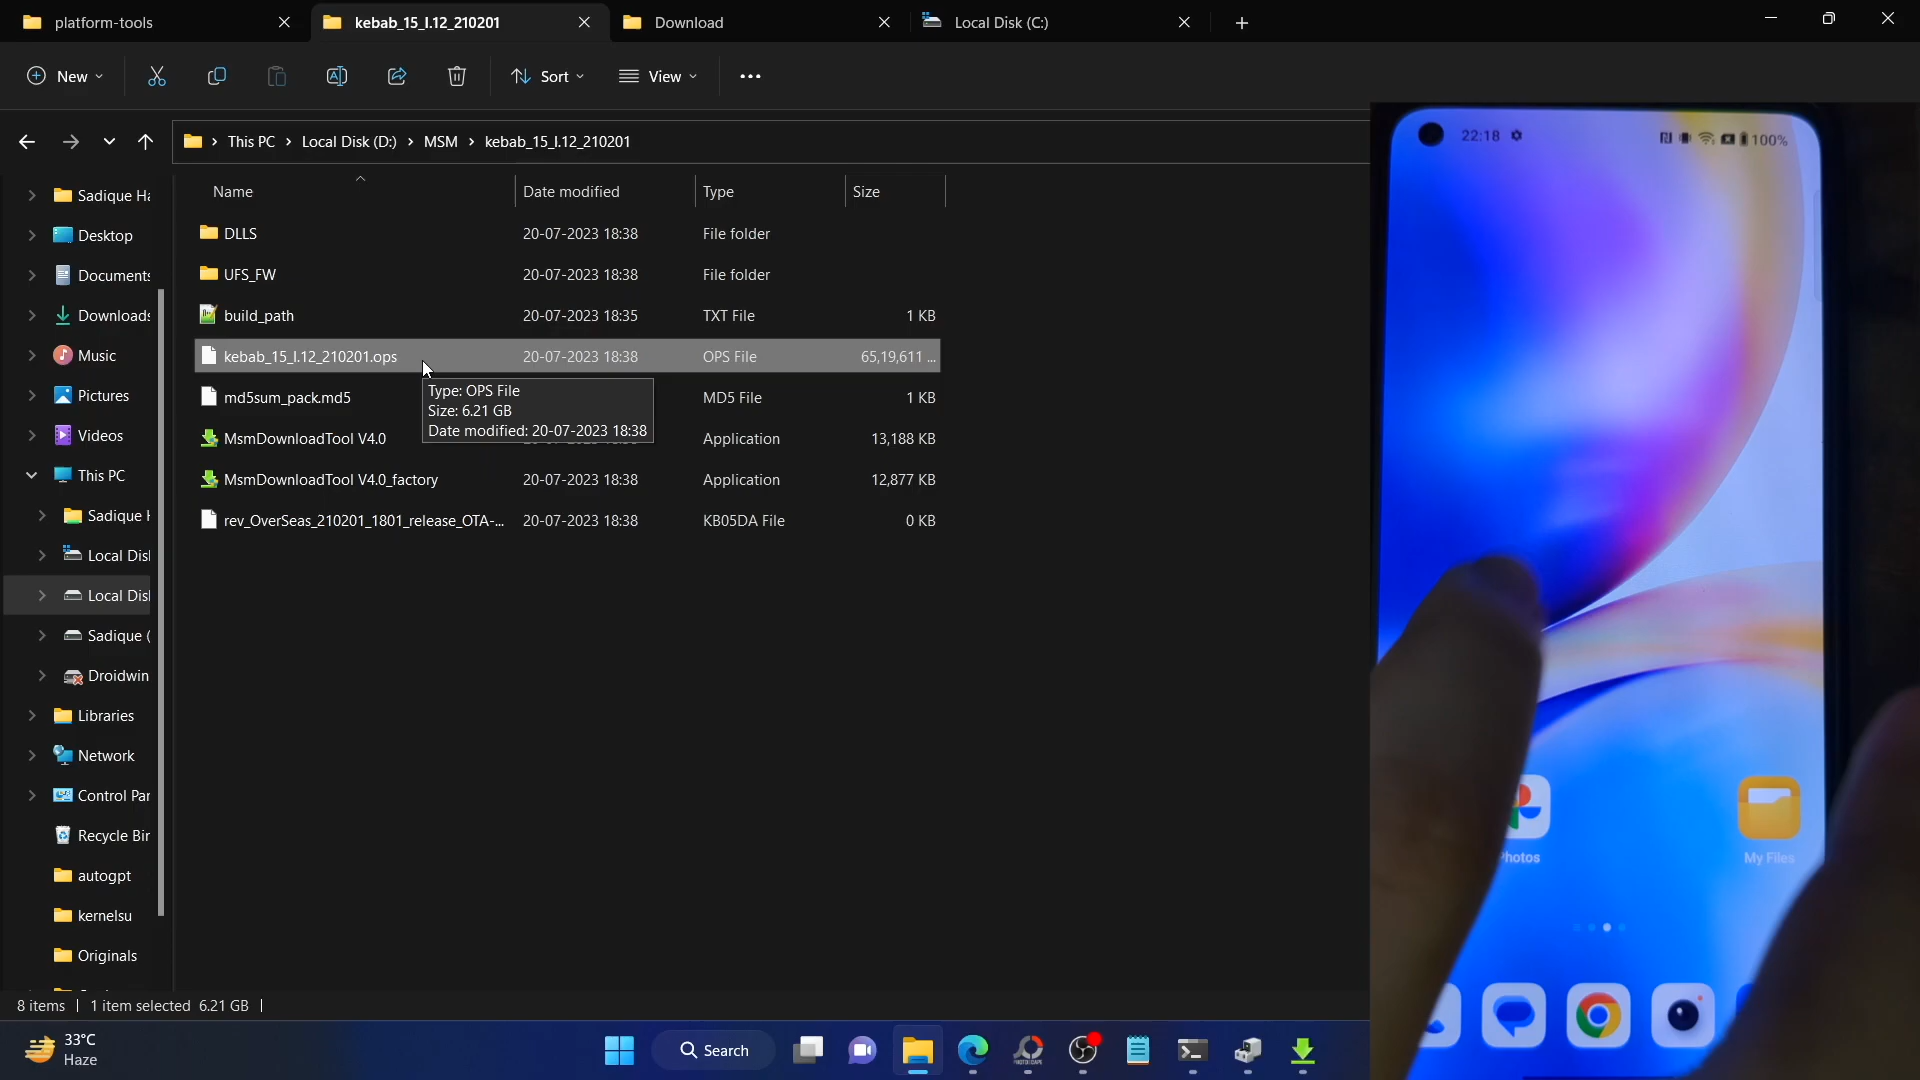 platform-tools
kebab_15_I.12_210201
Download
Local Disk (C:)
New
Sort
View
This PC > Local Disk (D:) > MSM > kebab_15_I.12_210201
Name
Date modified
Type
Size
DLLS 20-07-2023 18:38 File folder
UFS_FW 20-07-2023 18:38 File folder
build_path 20-07-2023 18:35 TXT File 1 KB
kebab_15_I.12_210201.ops 20-07-2023 18:38 OPS File 65,19,611 ...
md5sum_pack.md5 MD5 File 1 KB
MsmDownloadTool V4.0 Application 13,188 KB
MsmDownloadTool V4.0_factory 20-07-2023 18:38 Application 12,877 KB
rev_OverSeas_210201_1801_release_OTA-... 20-07-2023 18:38 KB05DA File 0 KB
Type: OPS File
Size: 6.21 GB
Date modified: 20-07-2023 18:38
Sadique Ha
Desktop
Documents
Downloads
Music
Pictures
Videos
This PC
Sadique H
Local Dis
Local Dis
Sadique (
Droidwin
Libraries
Network
Control Par
Recycle Bin
autogpt
kernelsu
Originals
8 items
1 item selected 6.21 GB
33°C
Haze
Search
22:18
100%
Photos
My Files